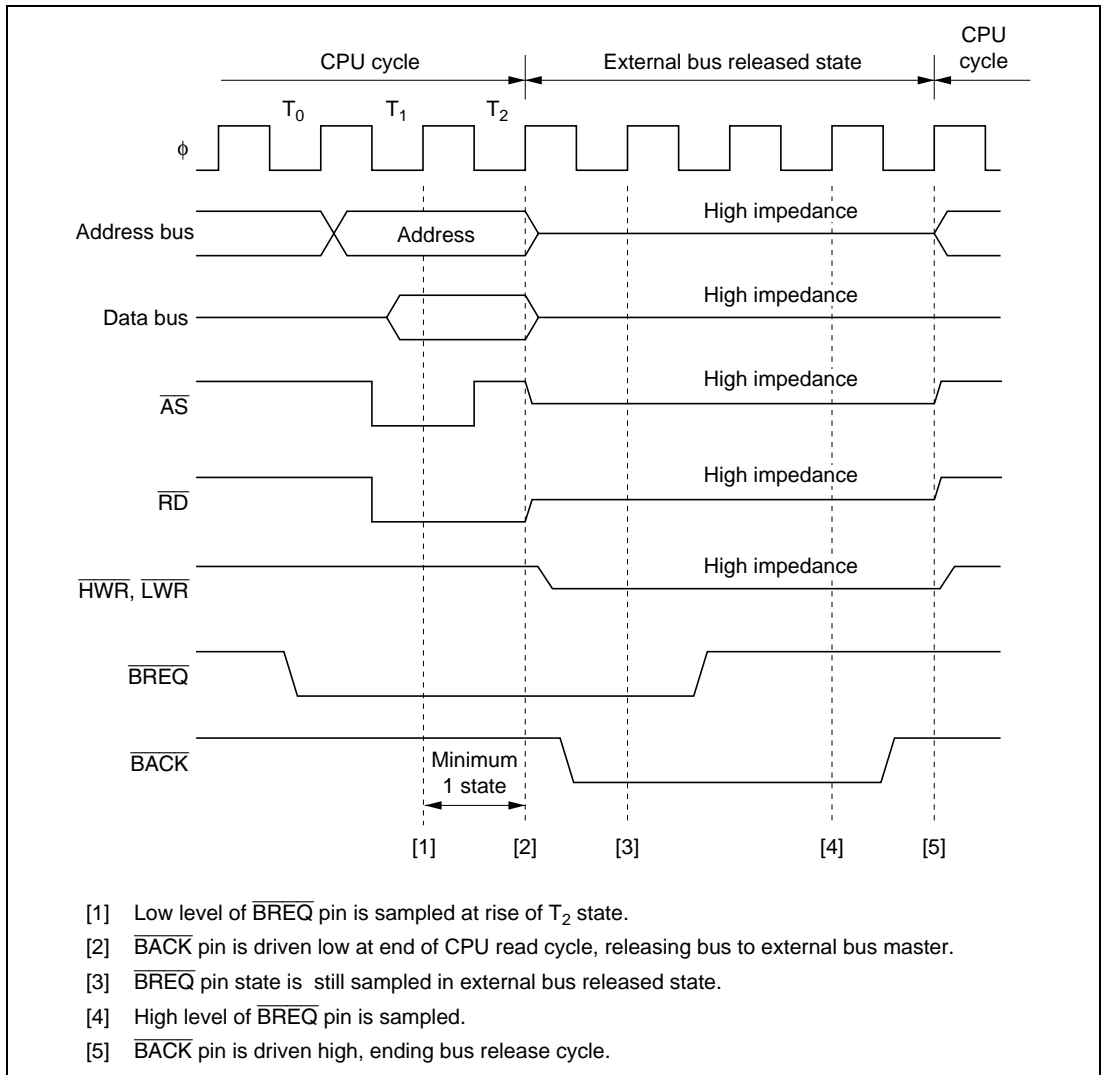 CPU cycle
External bus released state
CPU
cycle
T0 T1 T2
ϕ
High impedance
Address bus
Address
High impedance
Data bus
High impedance
AS
High impedance
RD
High impedance
HWR, LWR
BREQ
BACK
Minimum
1 state
[1] [2] [3] [4] [5]
[1] Low level of BREQ pin is sampled at rise of T2 state.
[2] BACK pin is driven low at end of CPU read cycle, releasing bus to external bus master.
[3] BREQ pin state is still sampled in external bus released state.
[4] High level of BREQ pin is sampled.
[5] BACK pin is driven high, ending bus release cycle.